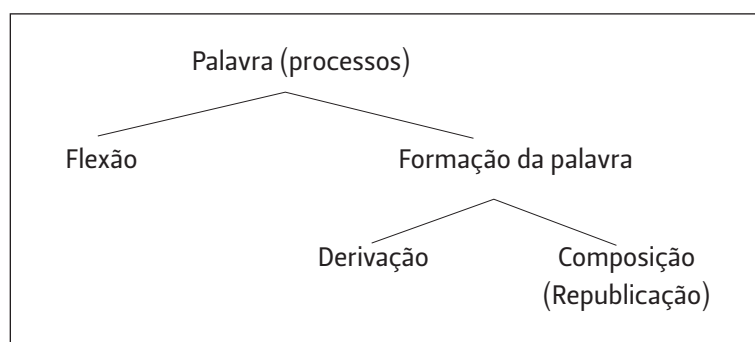 Palavra (processos)
Flexão
Formação da palavra
Derivação
Composição
(Republicação)